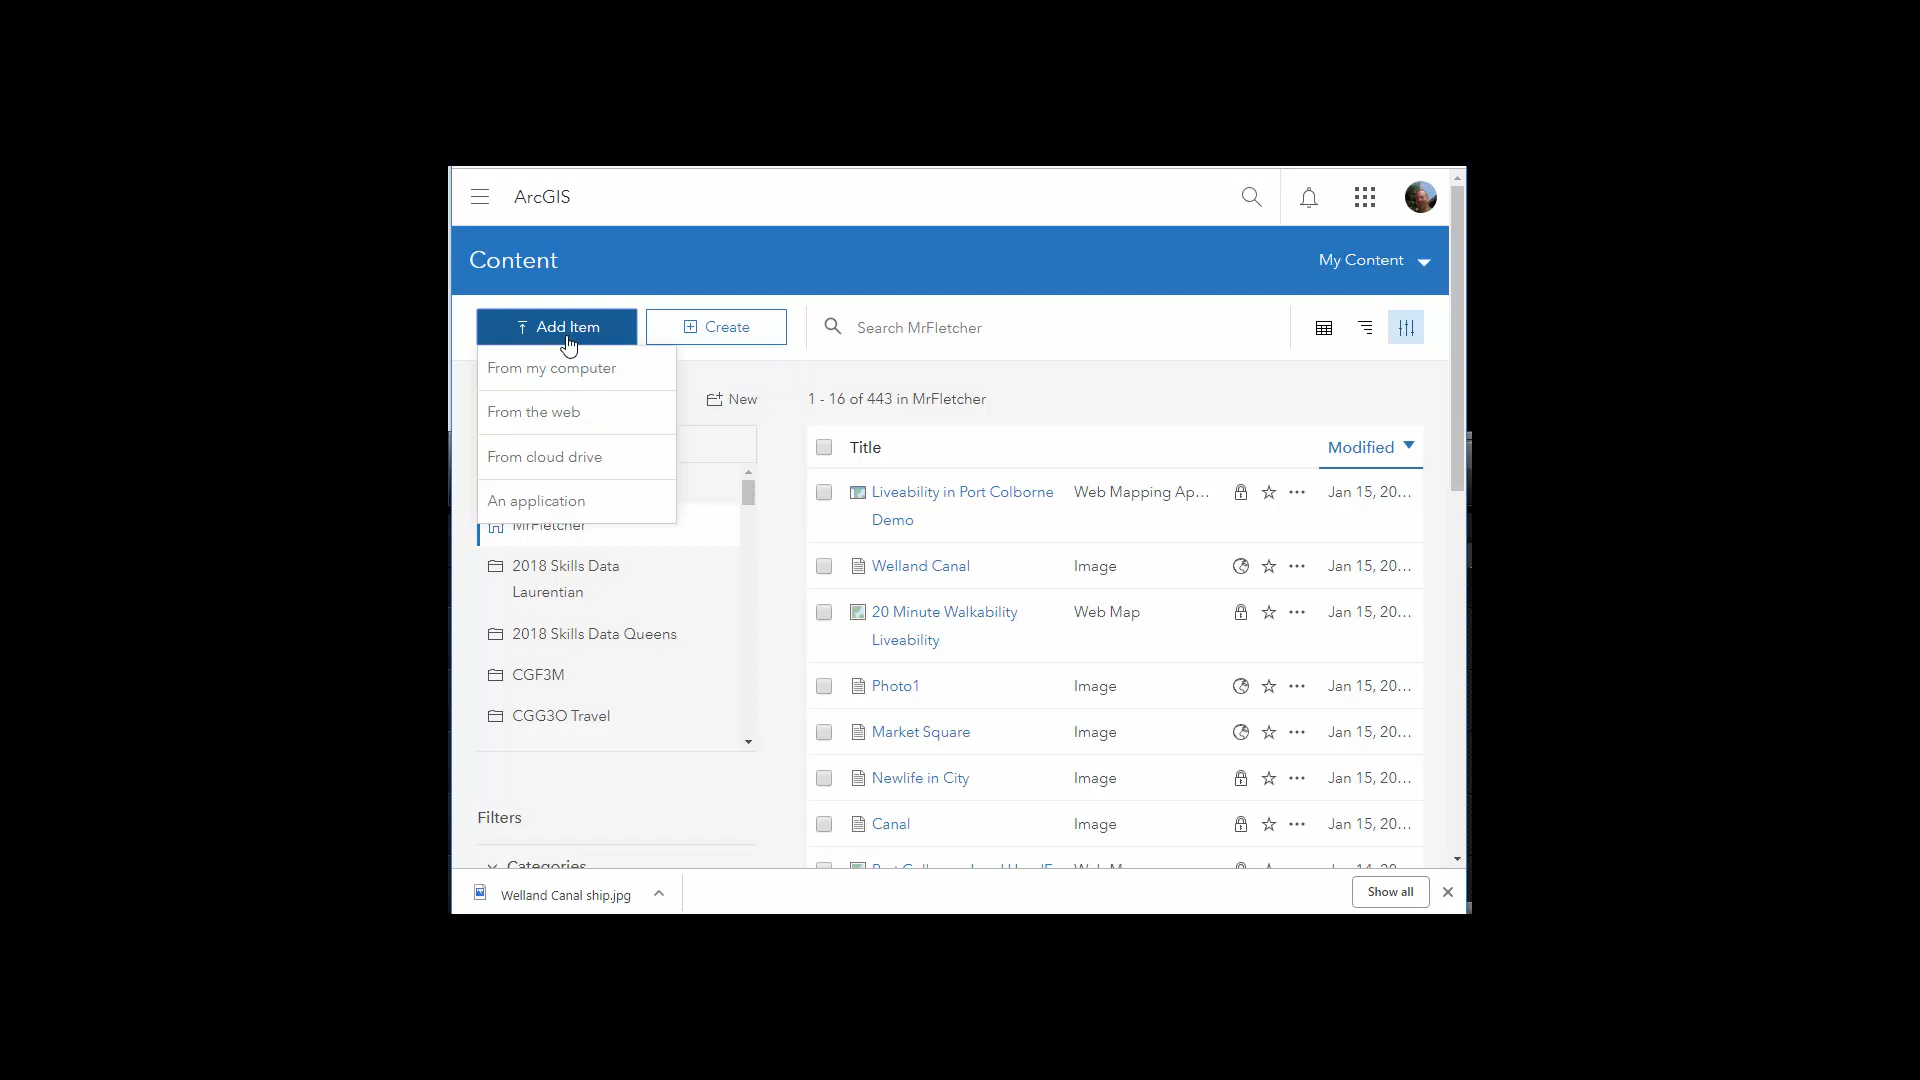 ArcGIS
Content
My Content
Add Item
Create
Search MrFletcher
From my computer
From the web
From cloud drive
An application
New
1 - 16 of 443 in MrFletcher
MrFletcher
2018 Skills Data
Laurentian
2018 Skills Data Queens
CGF3M
CGG3O Travel
Filters
Categories
Title Modified
Liveability in Port Colborne Web Mapping Ap... Jan 15, 20...
Demo
Welland Canal Image Jan 15, 20...
20 Minute Walkability Web Map Jan 15, 20...
Liveability
Photo1 Image Jan 15, 20...
Market Square Image Jan 15, 20...
Newlife in City Image Jan 15, 20...
Canal Image Jan 15, 20...
Welland Canal ship.jpg
Show all